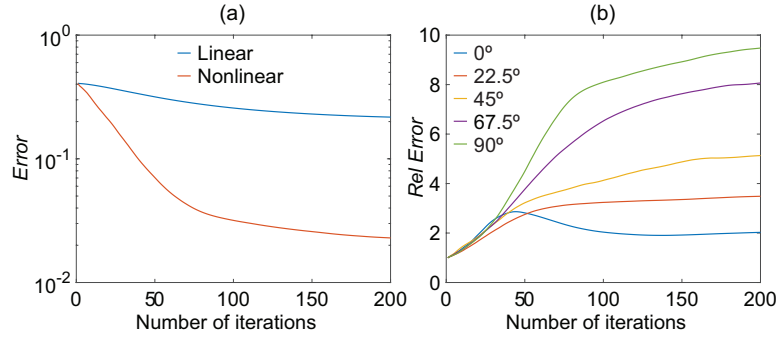 (a)
Error
10^0
10^-1
10^-2
Linear
Nonlinear
0 50 100 150 200
Number of iterations
(b)
Rel Error
10
8
6
4
2
0
0º
22.5º
45º
67.5º
90º
0 50 100 150 200
Number of iterations